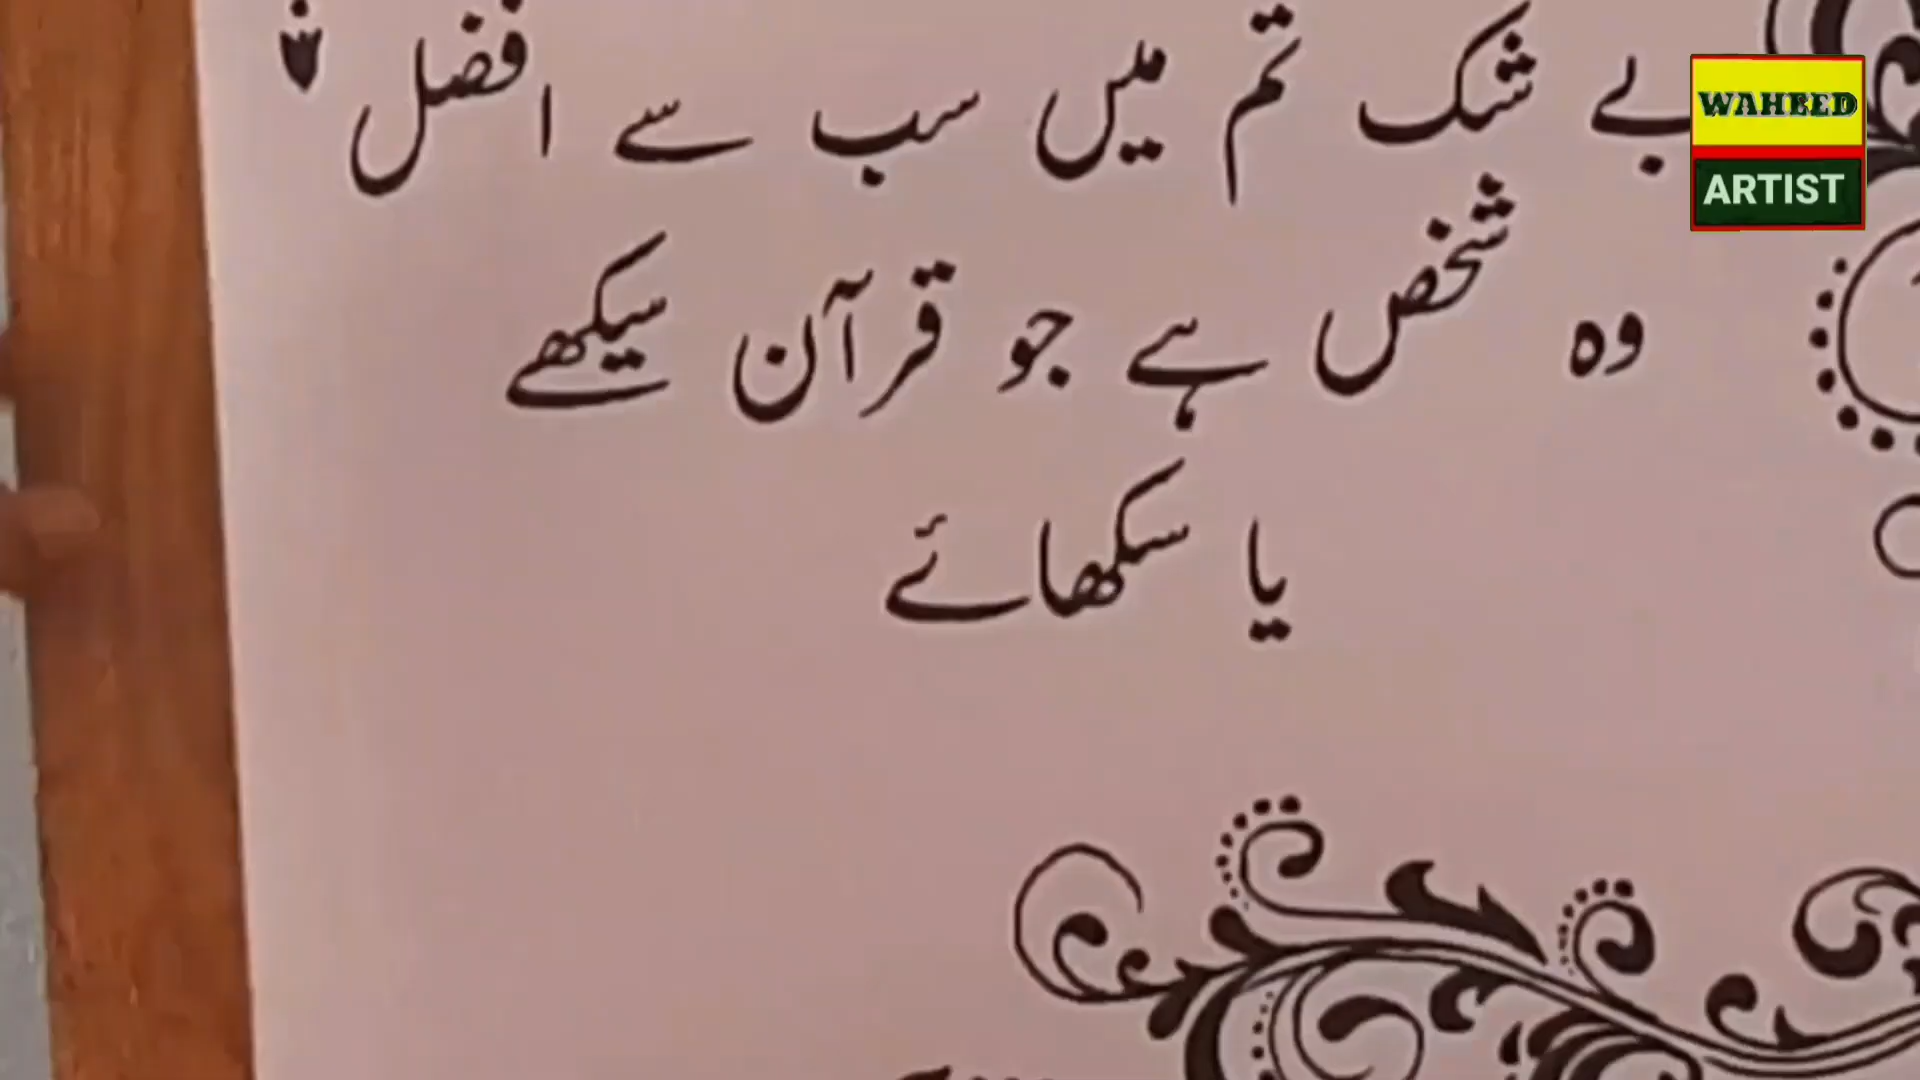 بے شک تم میں سب سے افضل
وہ شخص ہے جو قرآن سیکھے
یا سکھائے
WAHEED
ARTIST